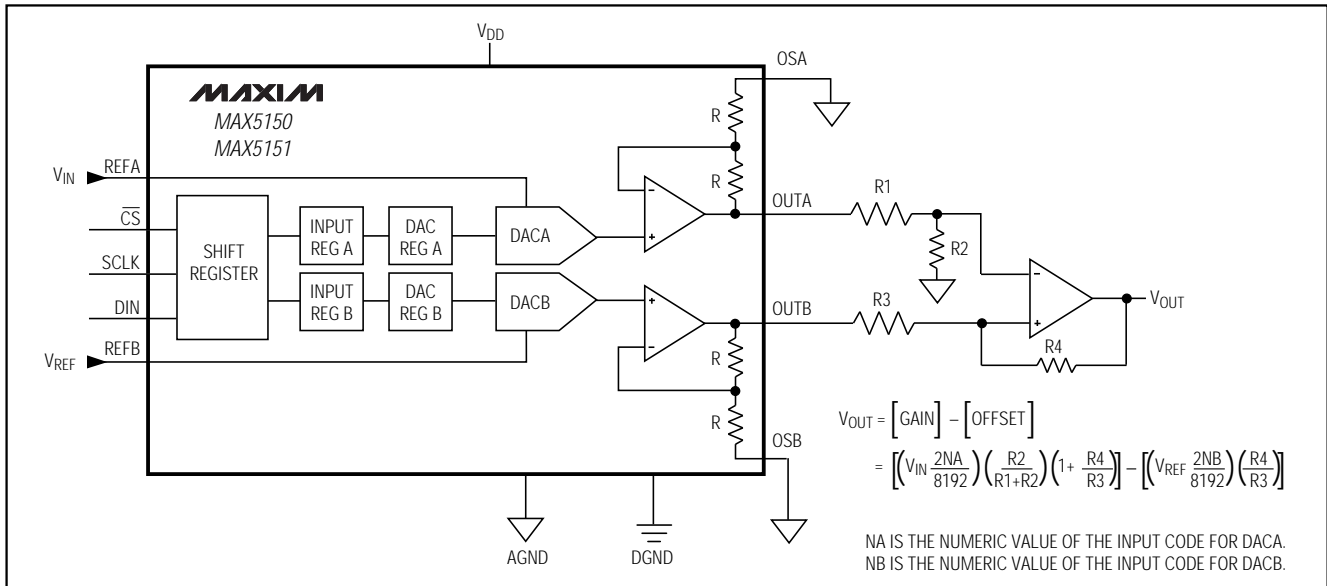 VDD
OSA
MAXIM
MAX5150
MAX5151
R
R
VIN
REFA
CS
SCLK
DIN
VREF
REFB
SHIFT
REGISTER
INPUT
REG A
DAC
REG A
DACA
INPUT
REG B
DAC
REG B
DACB
-
+
OUTA
R1
R2
+
-
OUTB
R3
-
+
VOUT
R4
R
R
OSB
AGND
DGND
VOUT = [GAIN] – [OFFSET]
= [(VIN 2NA/8192)(R2/R1+R2)(1+ R4/R3)] – [(VREF 2NB/8192)(R4/R3)]
NA IS THE NUMERIC VALUE OF THE INPUT CODE FOR DACA.
NB IS THE NUMERIC VALUE OF THE INPUT CODE FOR DACB.